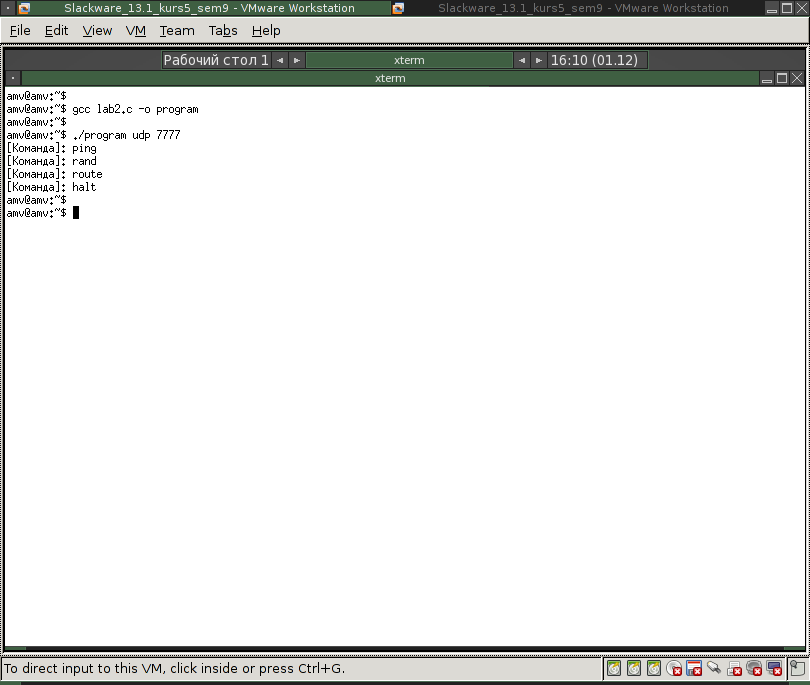 Slackware_13.1_kurs5_sem9 - VMware Workstation
Slackware_13.1_kurs5_sem9 - VMware Workstation
File Edit View VM Team Tabs Help
Рабочий стол 1 xterm 16:10 (01.12)
xterm
amv@amv:~$
amv@amv:~$ gcc lab2.c -o program
amv@amv:~$
amv@amv:~$ ./program udp 7777
[Команда]: ping
[Команда]: rand
[Команда]: route
[Команда]: halt
amv@amv:~$
amv@amv:~$
To direct input to this VM, click inside or press Ctrl+G.